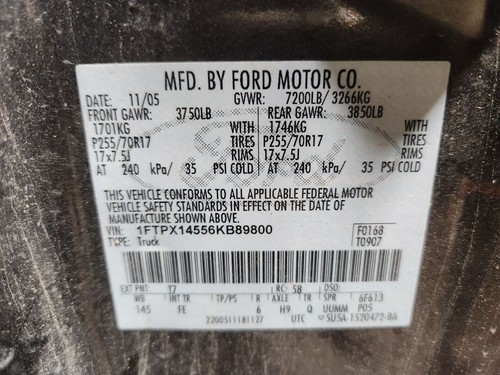 MFD. BY FORD MOTOR CO.
DATE: 11/05 GVWR: 7200LB/ 3266KG
FRONT GAWR: 3750LB REAR GAWR: 3850LB
1701KG WITH 1746KG WITH
P255/70R17 TIRES P255/70R17 TIRES
17x7.5J RIMS 17x7.5J RIMS
AT 240 kPa/ 35 PSI COLD AT 240 kPa/ 35 PSI COLD
THIS VEHICLE CONFORMS TO ALL APPLICABLE FEDERAL MOTOR
VEHICLE SAFETY STANDARDS IN EFFECT ON THE DATE OF
MANUFACTURE SHOWN ABOVE.
VIN: 1FTPX14556KB89800 F0168
TYPE: Truck T0907
EXT PNT: T7 RC: 58 DSO:
WB INT TR TP/PS R AXLE TR SPR 6F613
145 FE 6 H9 Q UUMM P05
2200511181127 UTC 5U5A-1520472-BA